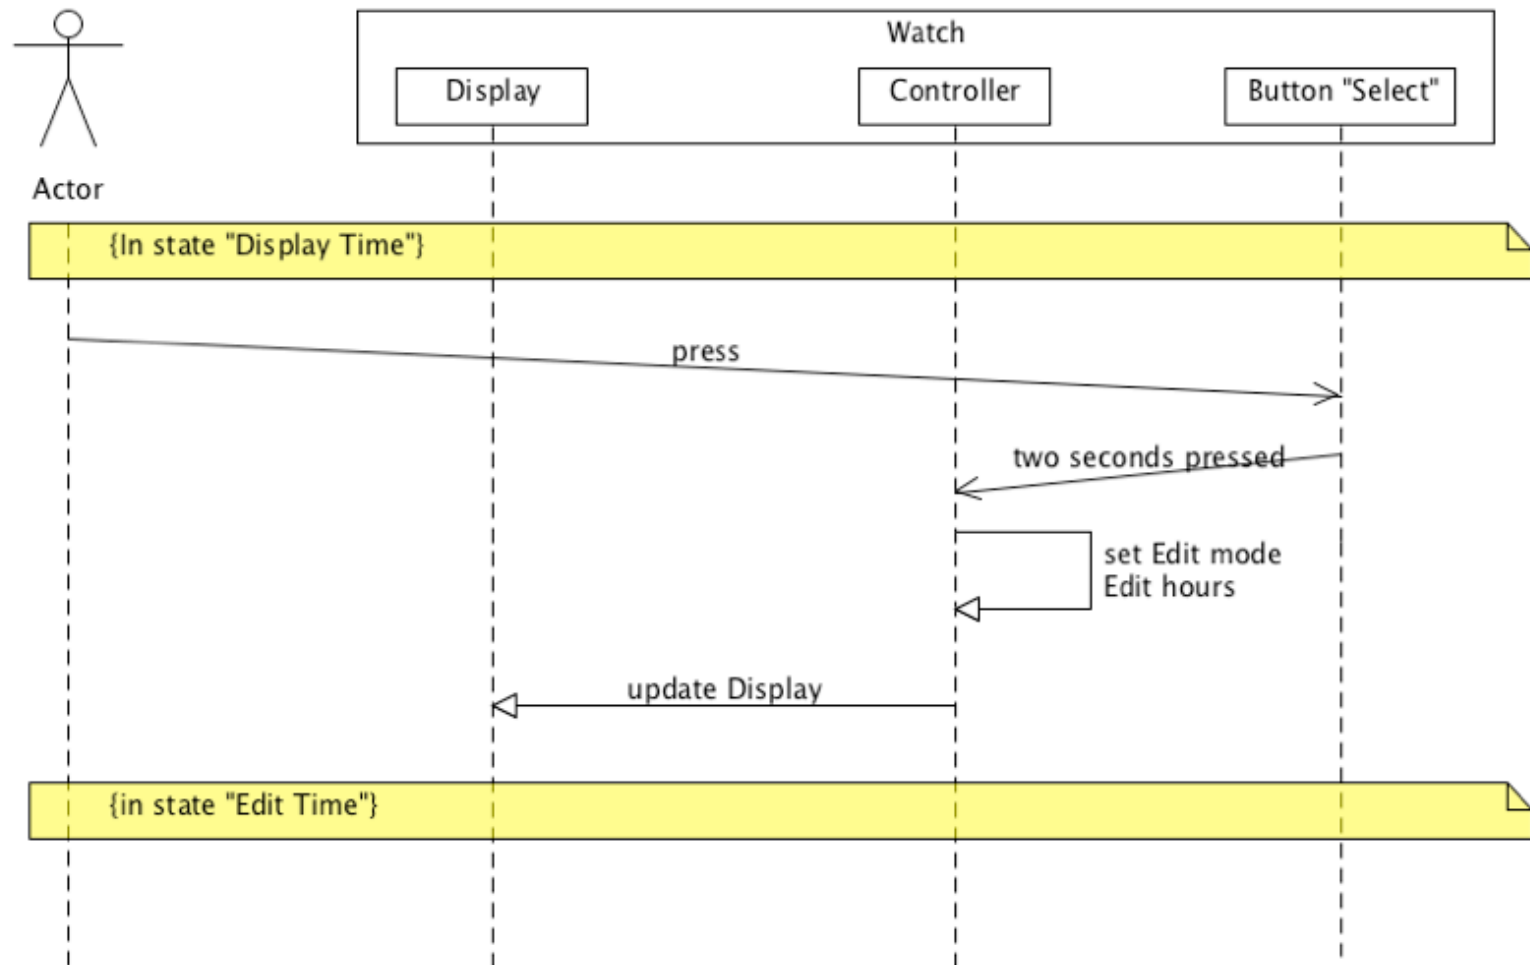 Watch
Display
Controller
Button "Select"
Actor
{In state "Display Time"}
press
two seconds pressed
set Edit mode
Edit hours
update Display
{in state "Edit Time"}